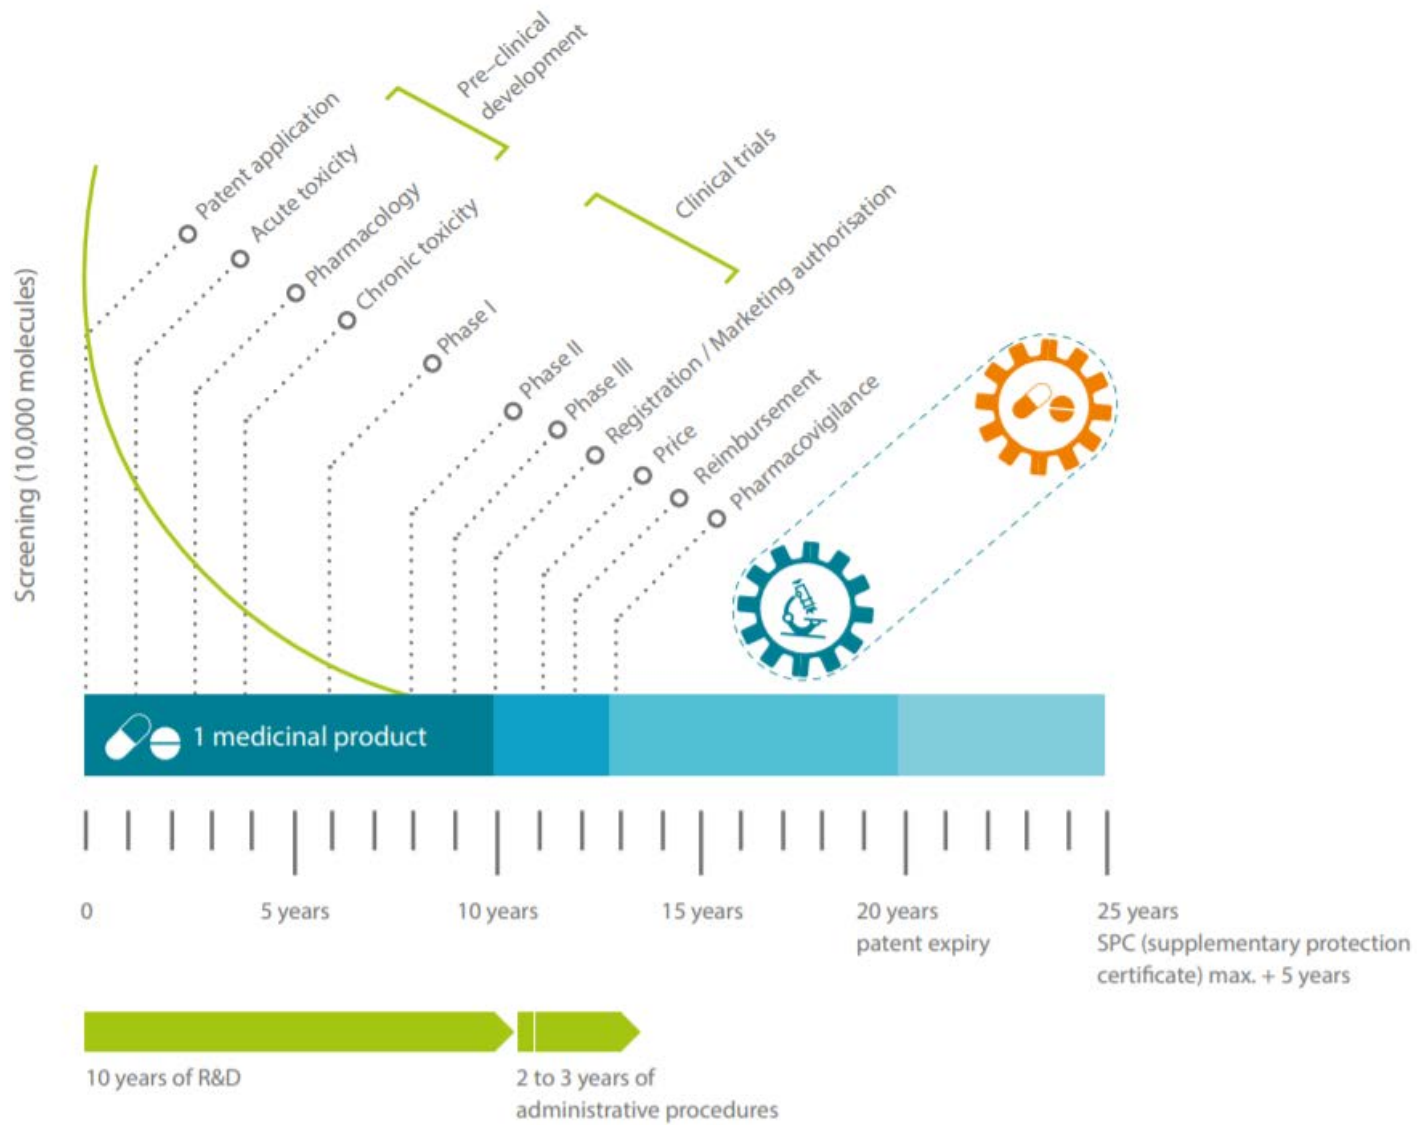 Screening (10,000 molecules)
Patent application
Acute toxicity
Pharmacology
Chronic toxicity
Pre–clinical
development
Phase I
Phase II
Phase III
Clinical trials
Registration / Marketing authorisation
Price
Reimbursement
Pharmacovigilance
1 medicinal product
0
5 years
10 years
15 years
20 years
patent expiry
25 years
SPC (supplementary protection
certificate) max. + 5 years
10 years of R&D
2 to 3 years of
administrative procedures